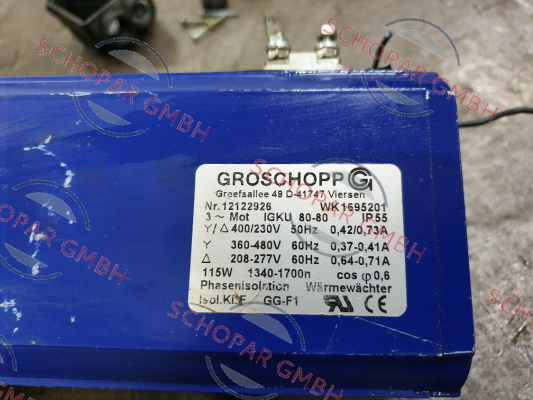 GROSCHOPP G
Greefsallee 49 D-41747 Viersen
Nr. 12122926 WK1695201
3 ~ Mot IGKU 80-80 IP55
Y/Δ 400/230V 50Hz 0,42/0,73A
Y 360-480V 60Hz 0,37-0,41A
Δ 208-277V 60Hz 0,64-0,71A
115W 1340-1700n cos φ 0,6
Phasenisolation Wärmewächter
Isol.Kl.F GG-F1 RU CE
SCHOPAR GMBH
SCHOPAR GMBH
SCHOPAR GMBH
SCHOPAR GMBH
SCHOPAR GMBH
SCHOPAR GMBH